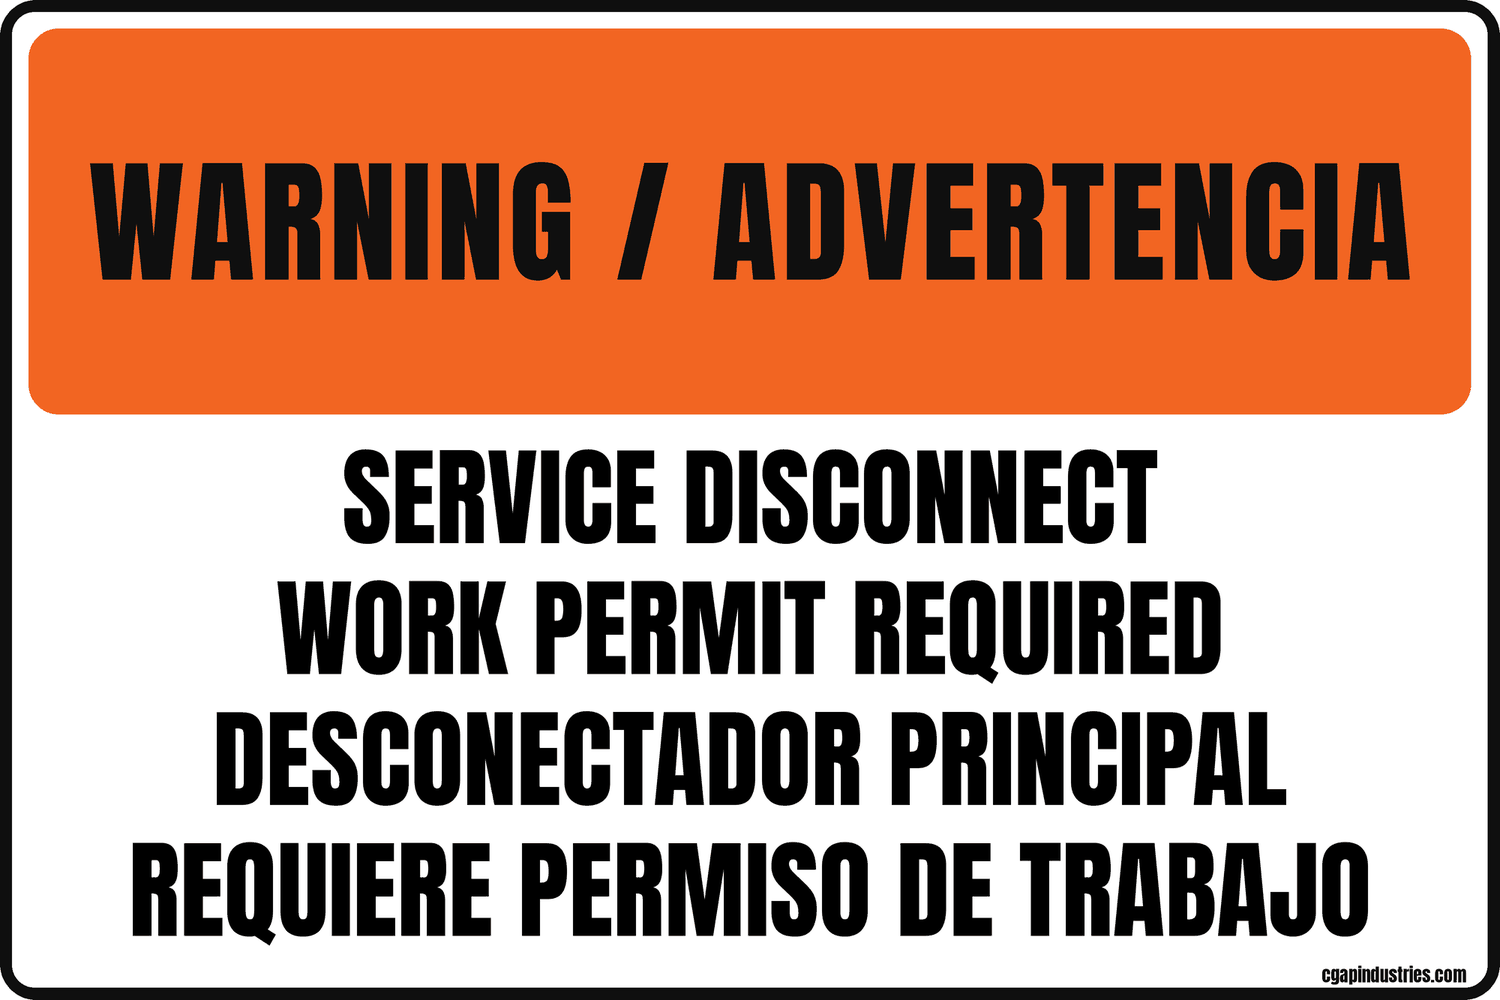 WARNING / ADVERTENCIA
SERVICE DISCONNECT
WORK PERMIT REQUIRED
DESCONECTADOR PRINCIPAL
REQUIERE PERMISO DE TRABAJO
cgapindustries.com